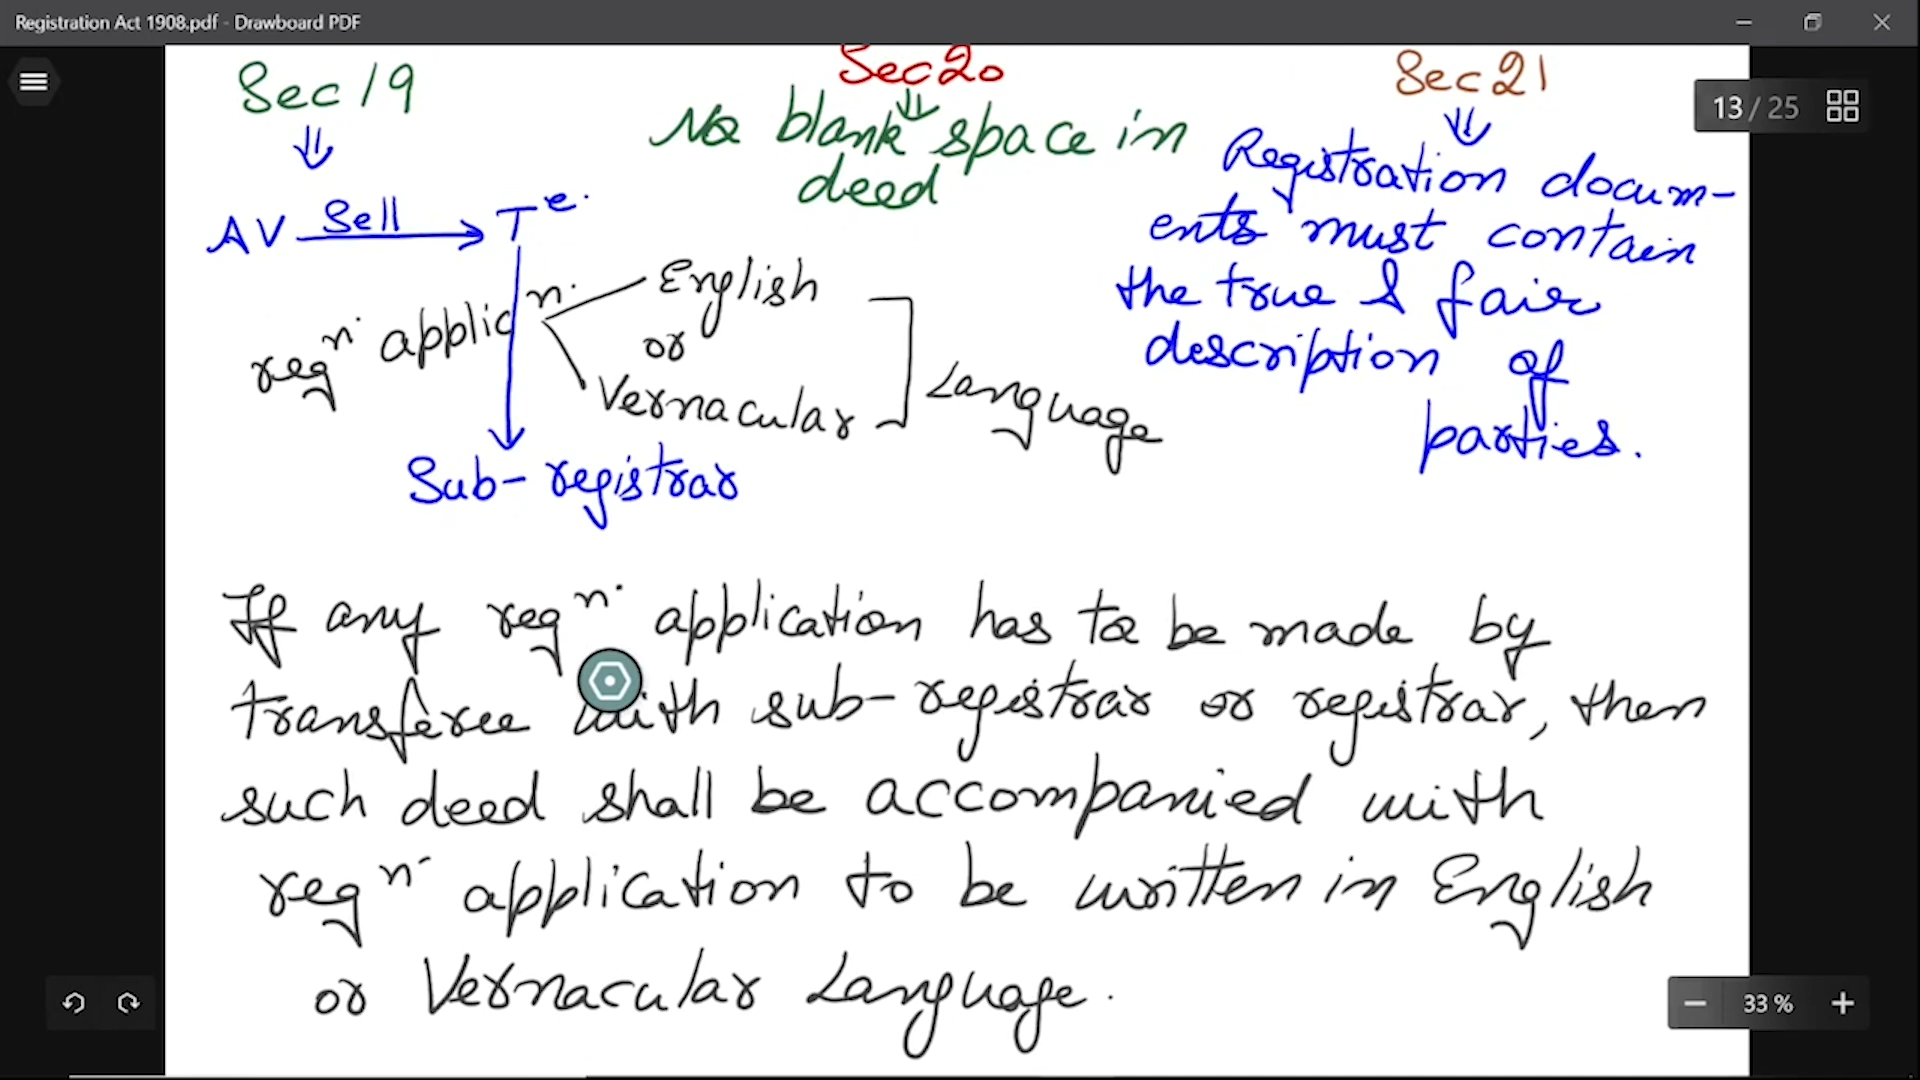 Registration Act 1908.pdf - Drawboard PDF
13 / 25
Sec 19
⇓
AV Sell → Te.
regn. applicn.
English
or
Vernacular
Language
Sub-registrar
Sec 20
⇓
No blank space in
deed
Sec 21
⇓
Registration docum-
ents must contain
the true & fair
description of
parties.
If any regn. application has to be made by
transferee with sub-registrar or registrar, then
such deed shall be accompanied with
regn. application to be written in English
or Vernacular Language.
33 %